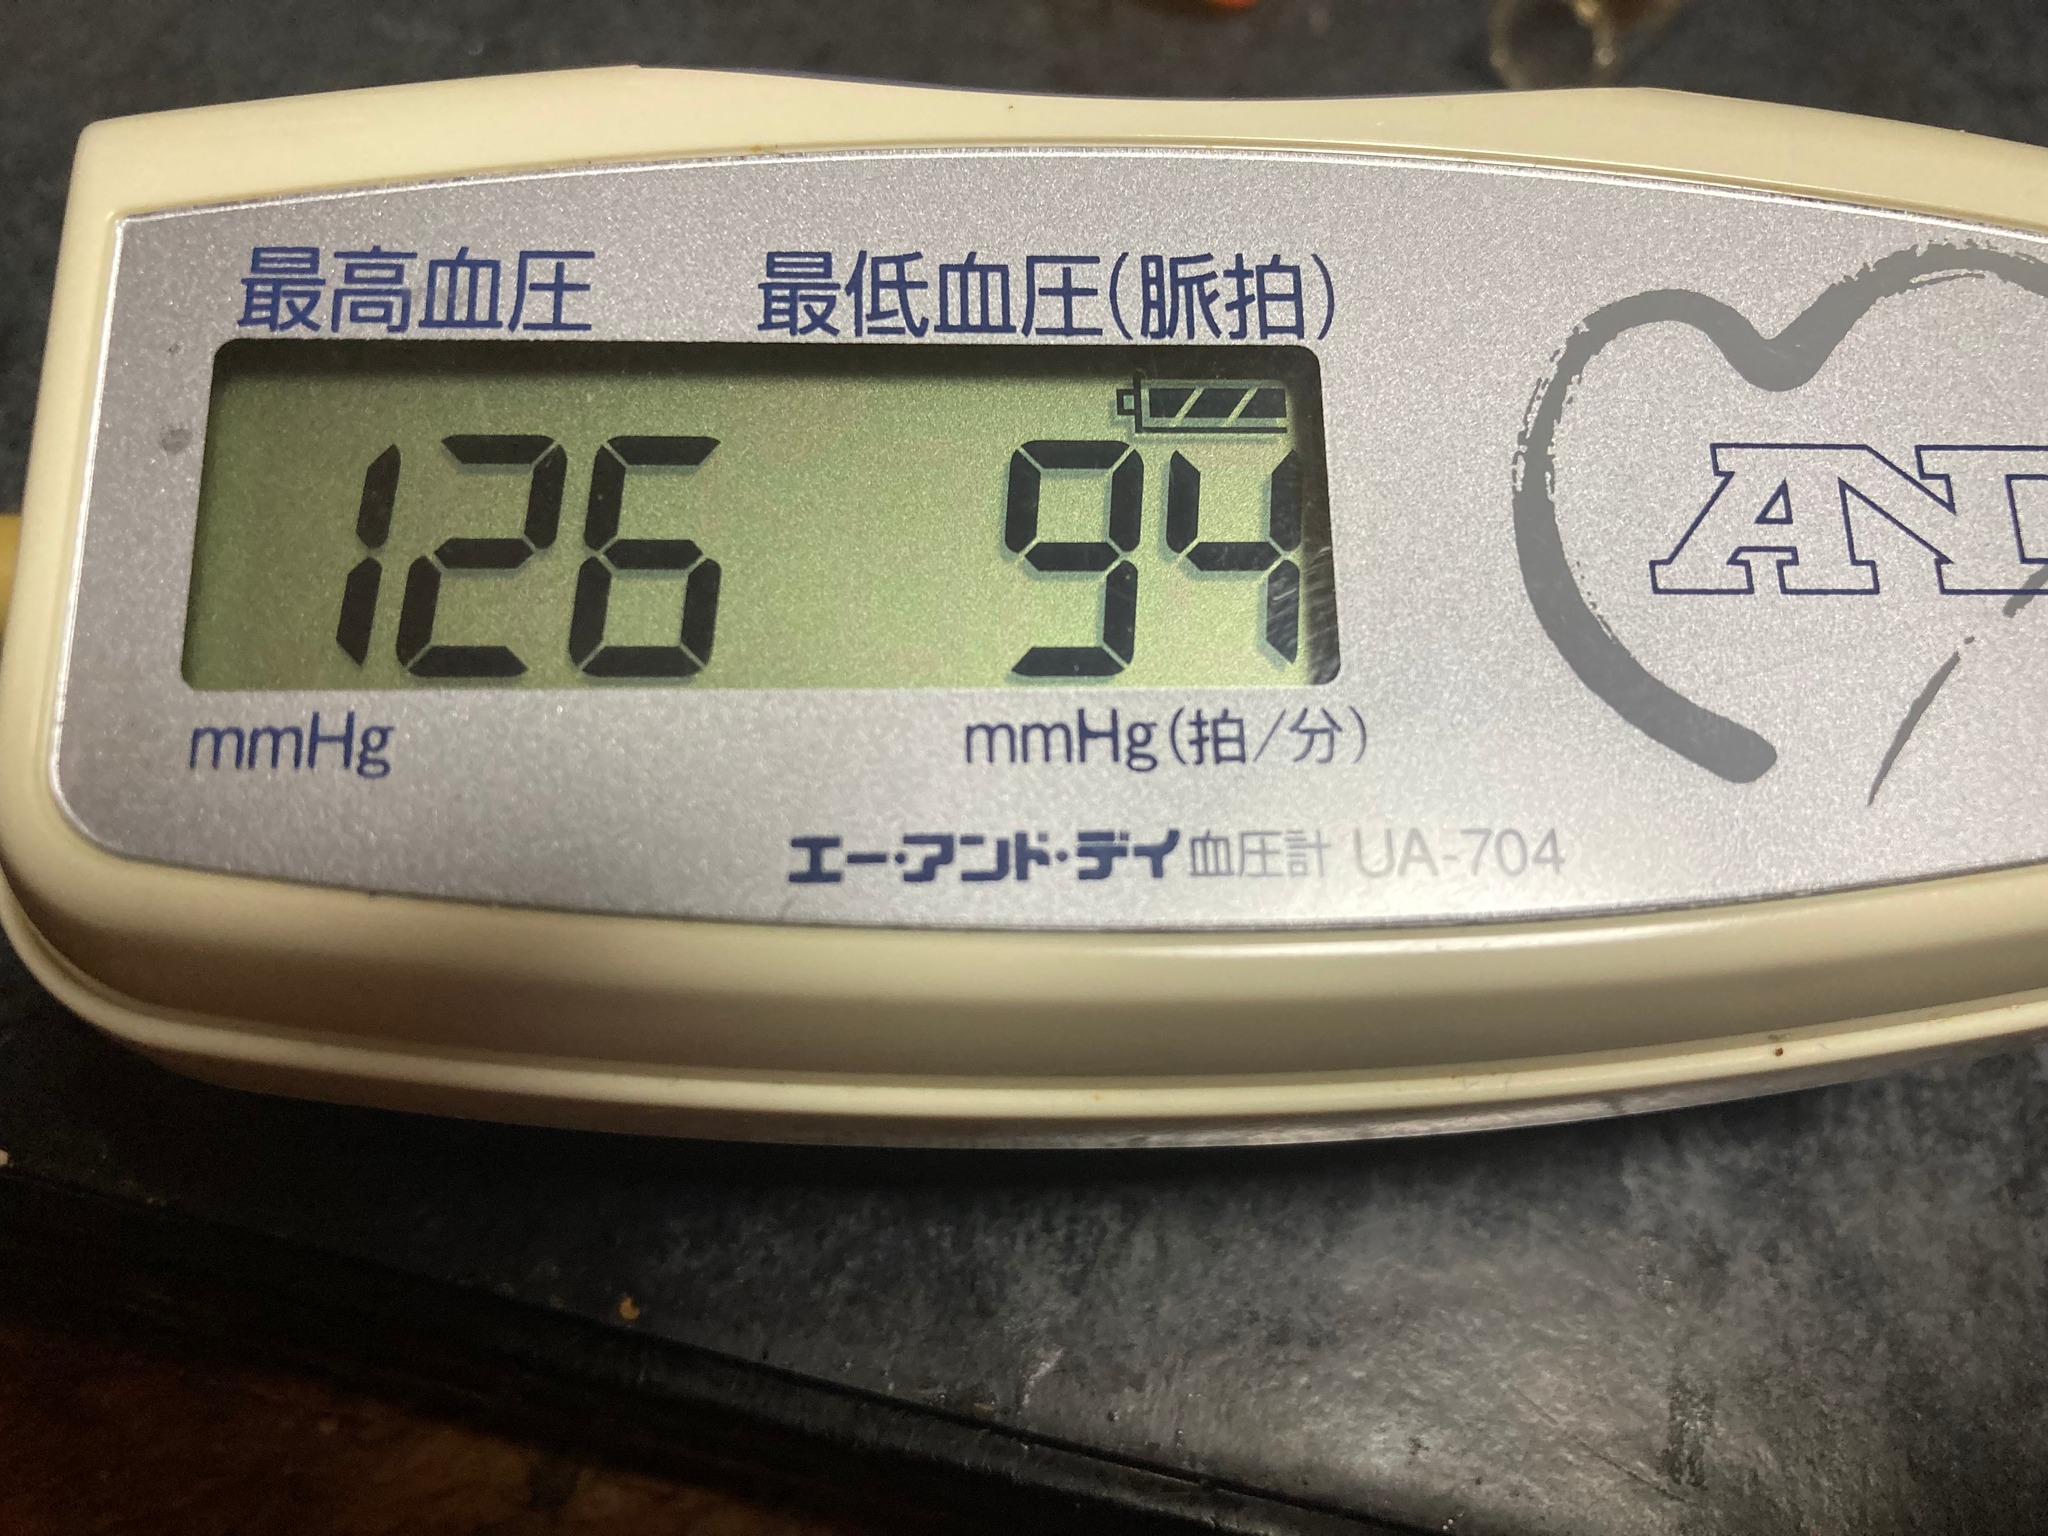 最高血圧 最低血圧(脈拍)
126 94
mmHg mmHg(拍/分)
AND
エー・アンド・デイ血圧計 UA-704